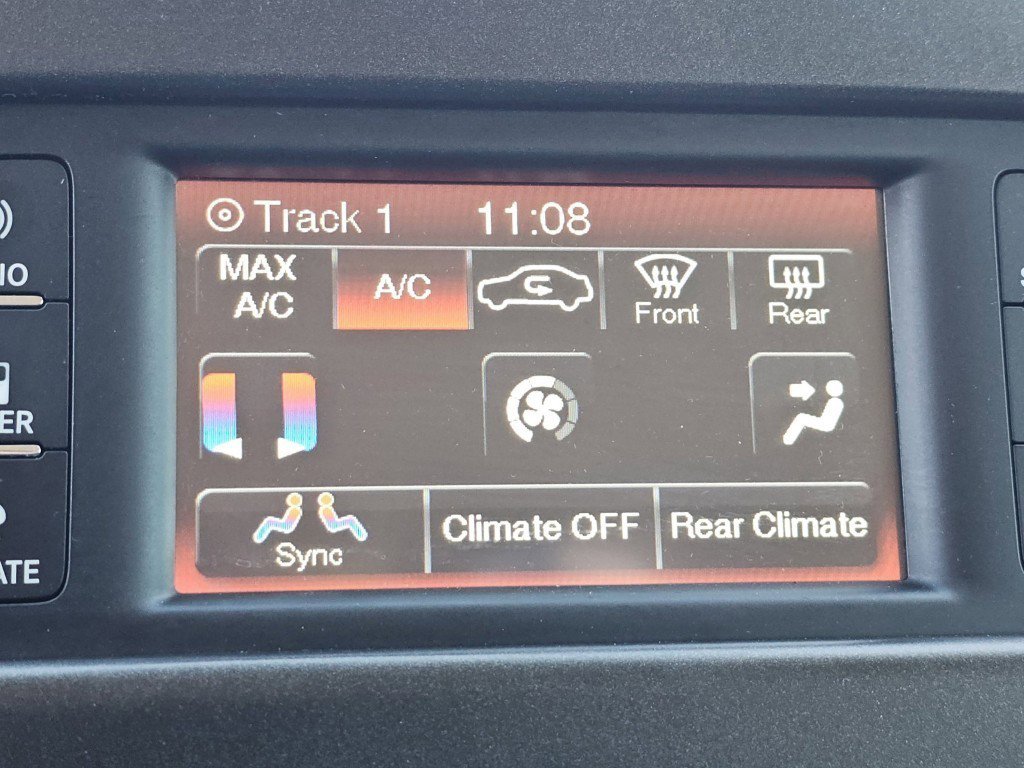 Track 1 11:08
MAX
A/C
A/C
Front
Rear
Sync
Climate OFF
Rear Climate